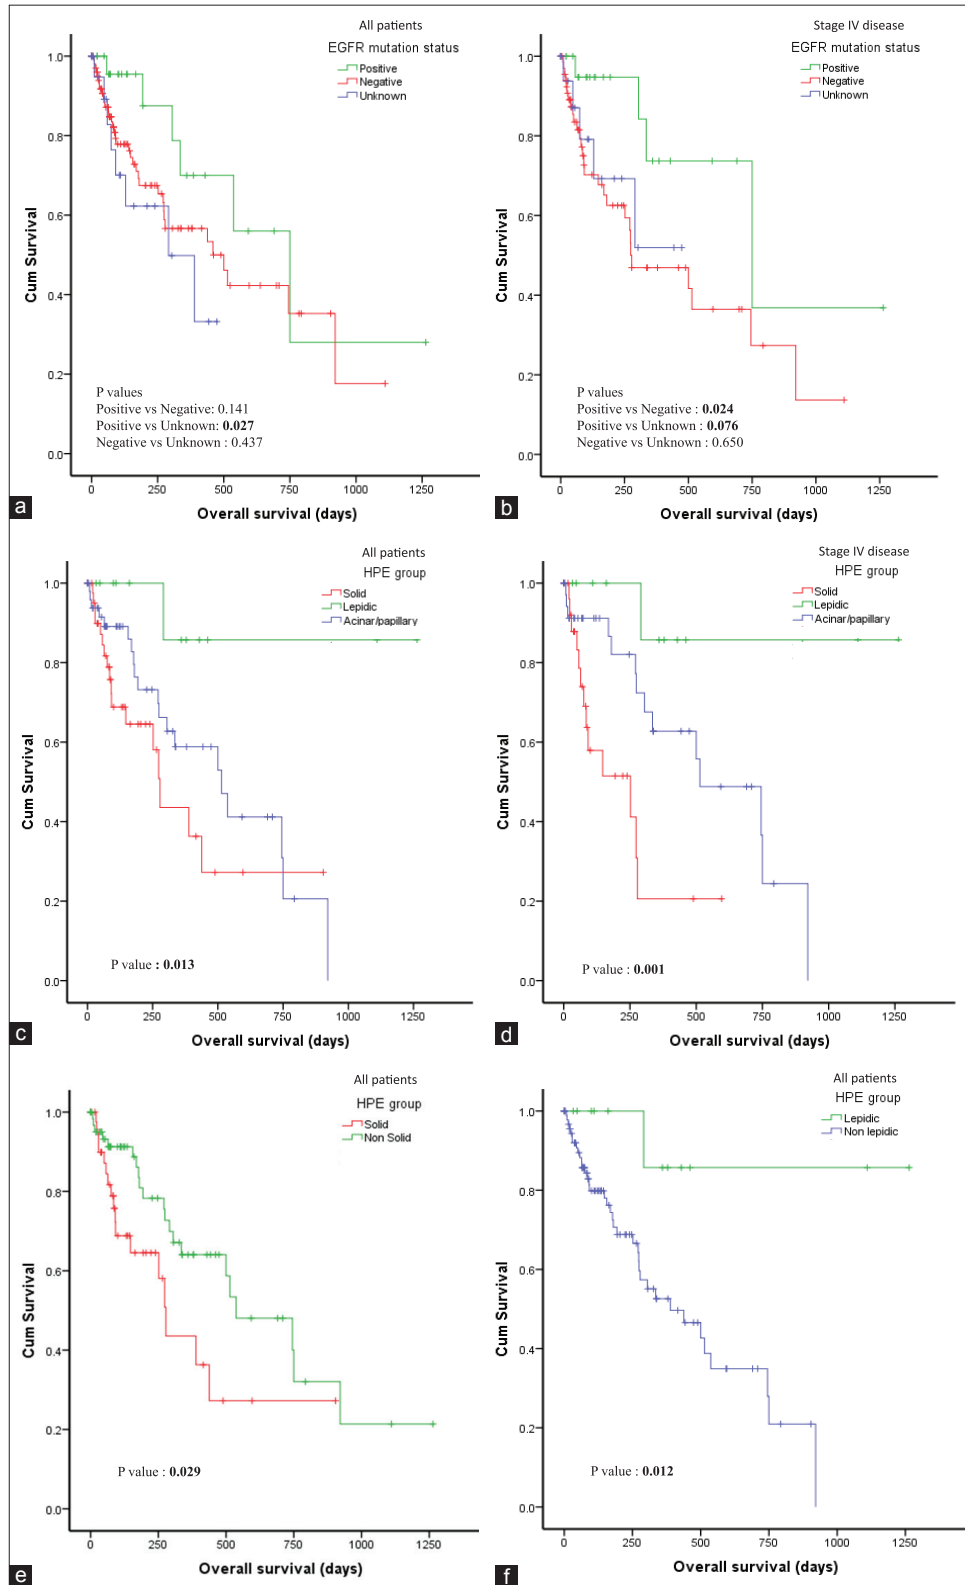 All patients
EGFR mutation status
Positive
Negative
Unknown
1.0
0.8
0.6
0.4
0.2
0.0
Cum Survival
P values
Positive vs Negative: 0.141
Positive vs Unknown: 0.027
Negative vs Unknown : 0.437
0 250 500 750 1000 1250
Overall survival (days)
a
Stage IV disease
EGFR mutation status
Positive
Negative
Unknown
1.0
0.8
0.6
0.4
0.2
0.0
Cum Survival
P values
Positive vs Negative : 0.024
Positive vs Unknown : 0.076
Negative vs Unknown : 0.650
0 250 500 750 1000 1250
Overall survival (days)
b
All patients
HPE group
Solid
Lepidic
Acinar/papillary
1.0
0.8
0.6
0.4
0.2
0.0
Cum Survival
P value : 0.013
0 250 500 750 1000 1250
Overall survival (days)
c
Stage IV disease
HPE group
Solid
Lepidic
Acinar/papillary
1.0
0.8
0.6
0.4
0.2
0.0
Cum Survival
P value : 0.001
0 250 500 750 1000 1250
Overall survival (days)
d
All patients
HPE group
Solid
Non Solid
1.0
0.8
0.6
0.4
0.2
0.0
Cum Survival
P value : 0.029
0 250 500 750 1000 1250
Overall survival (days)
e
All patients
HPE group
Lepidic
Non lepidic
1.0
0.8
0.6
0.4
0.2
0.0
Cum Survival
P value : 0.012
0 250 500 750 1000 1250
Overall survival (days)
f